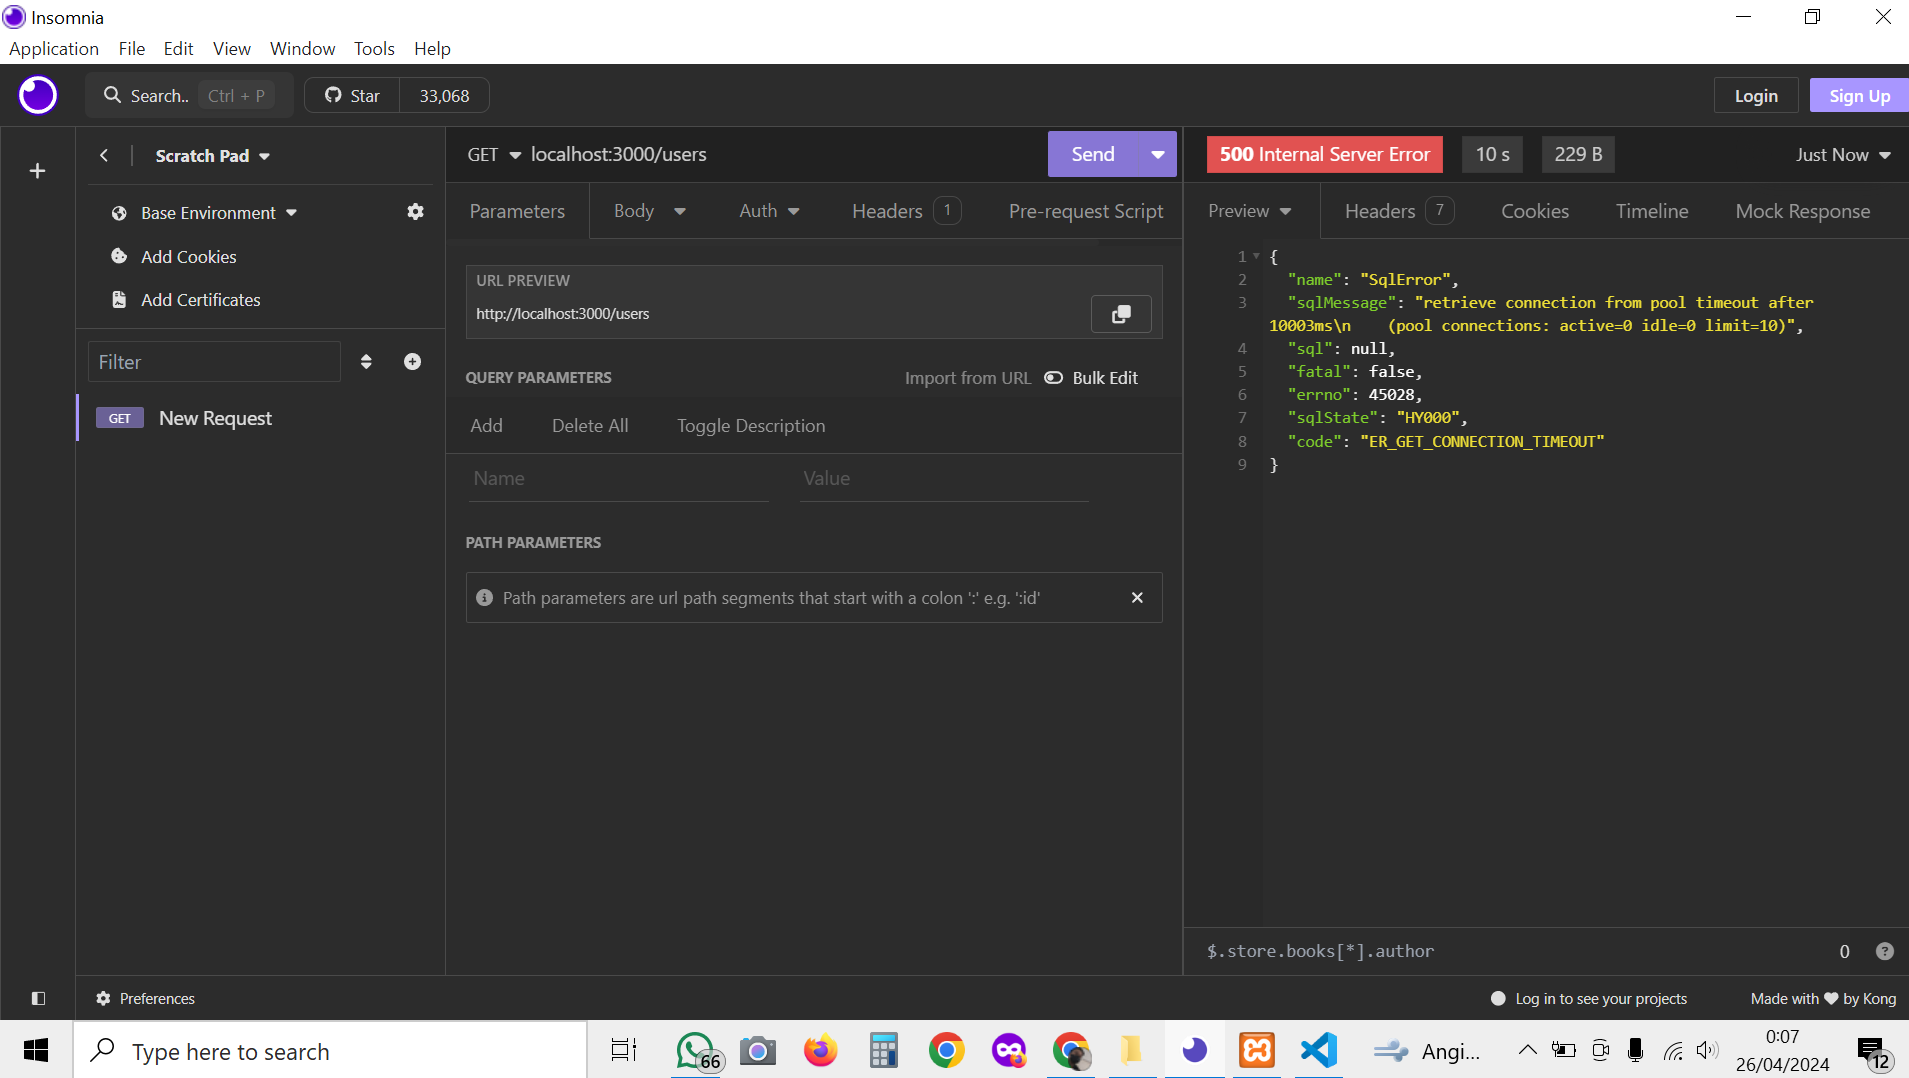 Insomnia
Application File Edit View Window Tools Help
Search.. Ctrl + P Star 33,068 Login Sign Up
Scratch Pad
Base Environment
Add Cookies
Add Certificates
Filter
GET New Request
GET localhost:3000/users Send
Parameters Body Auth Headers 1 Pre-request Script
URL PREVIEW
http://localhost:3000/users
QUERY PARAMETERS Import from URL Bulk Edit
Add Delete All Toggle Description
Name Value
PATH PARAMETERS
Path parameters are url path segments that start with a colon ':' e.g. ':id'
500 Internal Server Error 10 s 229 B Just Now
Preview Headers 7 Cookies Timeline Mock Response
1 {
2 "name": "SqlError",
3 "sqlMessage": "retrieve connection from pool timeout after
10003ms\n    (pool connections: active=0 idle=0 limit=10)",
4 "sql": null,
5 "fatal": false,
6 "errno": 45028,
7 "sqlState": "HY000",
8 "code": "ER_GET_CONNECTION_TIMEOUT"
9 }
$.store.books[*].author 0 ?
Preferences Log in to see your projects Made with ❤ by Kong
Type here to search 66 Angi... 0:07
26/04/2024 12